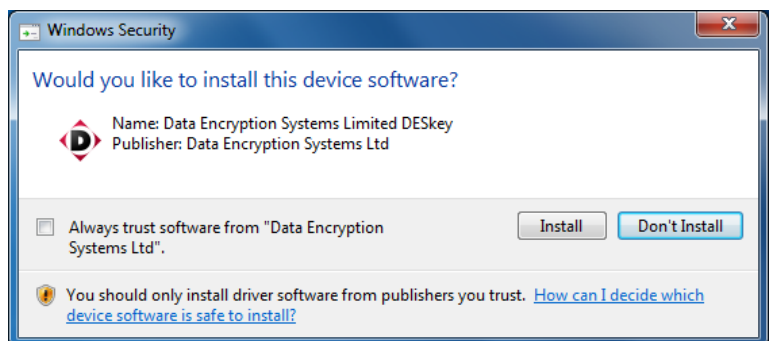 Windows Security
Would you like to install this device software?
Name: Data Encryption Systems Limited DESkey
Publisher: Data Encryption Systems Ltd
D
Always trust software from "Data Encryption
Systems Ltd".
Install
Don't Install
You should only install driver software from publishers you trust. How can I decide which
device software is safe to install?